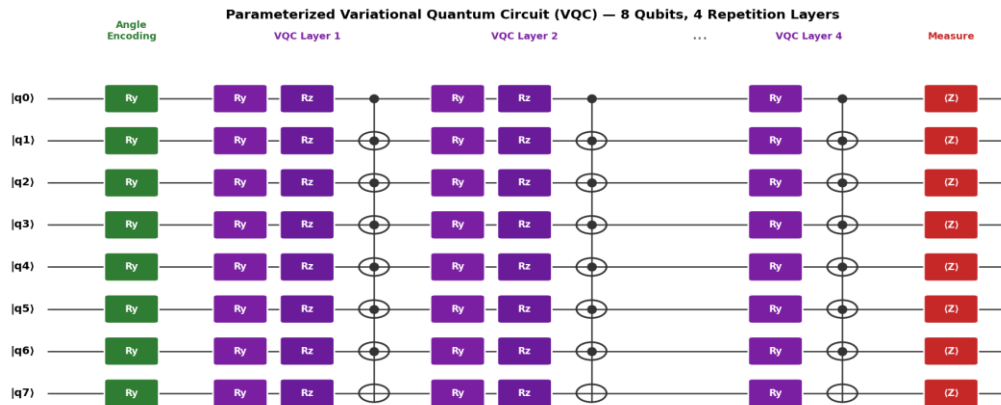 Parameterized Variational Quantum Circuit (VQC) — 8 Qubits, 4 Repetition Layers
Angle
Encoding
VQC Layer 1
VQC Layer 2
...
VQC Layer 4
Measure
|q0⟩ Ry Ry Rz Ry Rz Ry ⟨Z⟩
|q1⟩ Ry Ry Rz Ry Rz Ry ⟨Z⟩
|q2⟩ Ry Ry Rz Ry Rz Ry ⟨Z⟩
|q3⟩ Ry Ry Rz Ry Rz Ry ⟨Z⟩
|q4⟩ Ry Ry Rz Ry Rz Ry ⟨Z⟩
|q5⟩ Ry Ry Rz Ry Rz Ry ⟨Z⟩
|q6⟩ Ry Ry Rz Ry Rz Ry ⟨Z⟩
|q7⟩ Ry Ry Rz Ry Rz Ry ⟨Z⟩